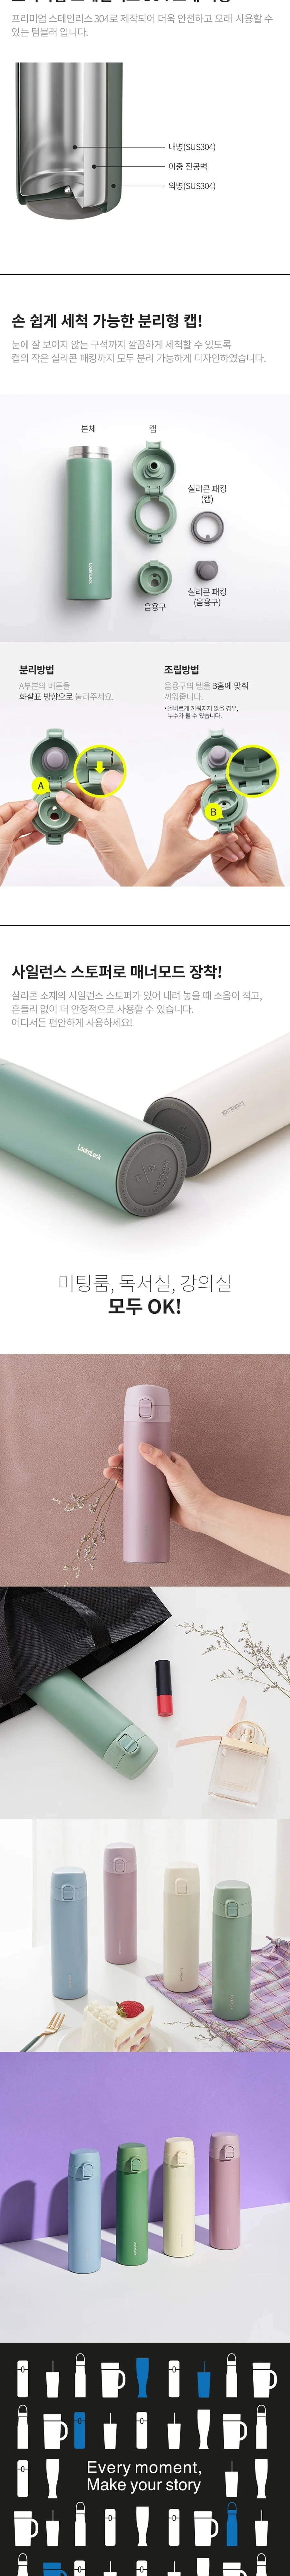 프리미엄 스테인리스 304로 제작되어 더욱 안전하고 오래 사용할 수
있는 텀블러 입니다.
내병(SUS304)
이중 진공벽
외병(SUS304)
손 쉽게 세척 가능한 분리형 캡!
눈에 잘 보이지 않는 구석까지 깔끔하게 세척할 수 있도록
캡의 작은 실리콘 패킹까지 모두 분리 가능하게 디자인하였습니다.
본체
캡
실리콘 패킹
(캡)
LocknLock
음용구
실리콘 패킹
(음용구)
분리방법
A부분의 버튼을
화살표 방향으로 눌러주세요.
조립방법
음용구의 탭을 B홈에 맞춰
끼워줍니다.
• 올바르게 끼워지지 않을 경우,
누수가 될 수 있습니다.
A
B
사일런스 스토퍼로 매너모드 장착!
실리콘 소재의 사일런스 스토퍼가 있어 내려 놓을 때 소음이 적고,
흔들리 없이 더 안정적으로 사용할 수 있습니다.
어디서든 편안하게 사용하세요!
LocknLock
LocknLock
미팅룸, 독서실, 강의실
모두 OK!
Every moment,
Make your story